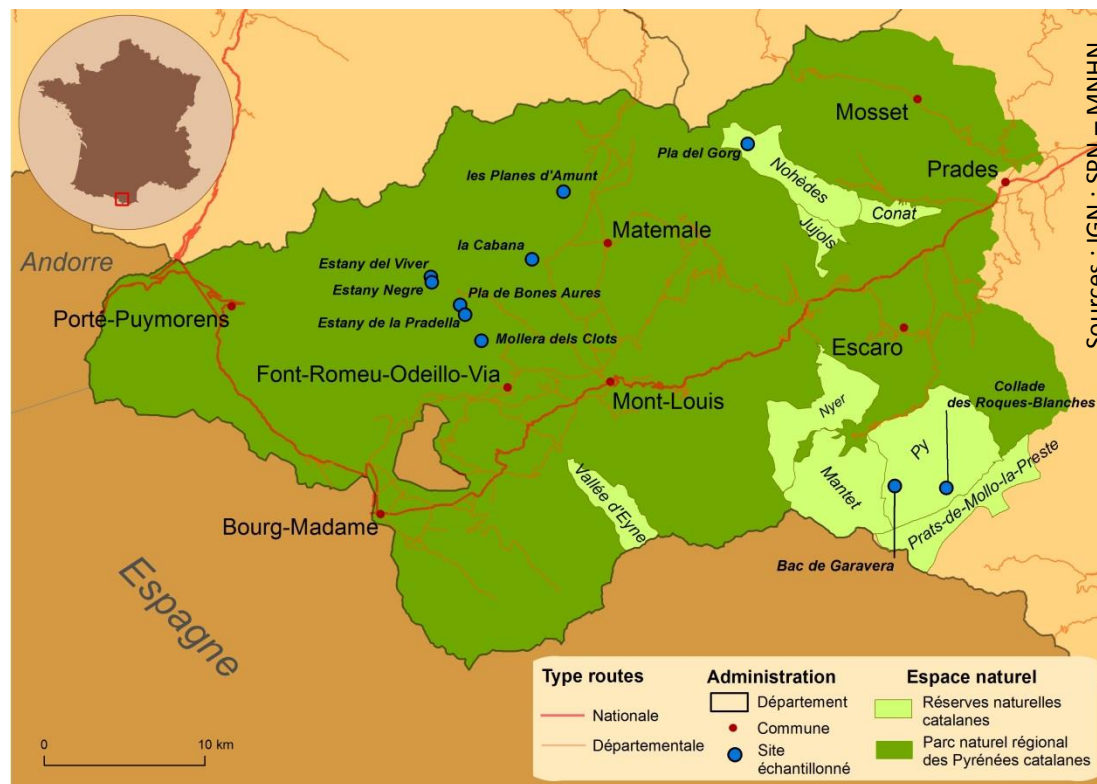 Mosset
Pla del Gorg
Nohèdes
Prades
les Planes d'Amunt
Conat
Jujols
Matemale
la Cabana
Andorre
Estany del Viver
Estany Negre
Pla de Bones Aures
Porté-Puymorens
Estany de la Pradella
Escaro
Mollera dels Clots
Font-Romeu-Odeillo-Via
Mont-Louis
Collade
des Roques-Blanches
Nyer
Py
Mantet
Prats-de-Mollo-la-Preste
Vallée d'Eyne
Bourg-Madame
Bac de Garavera
Espagne
Sources : IGN ; SPN – MNHN
0
10 km
Type routes
Nationale
Départementale
Administration
Département
Commune
Site
échantillonné
Espace naturel
Réserves naturelles
catalanes
Parc naturel régional
des Pyrénées catalanes